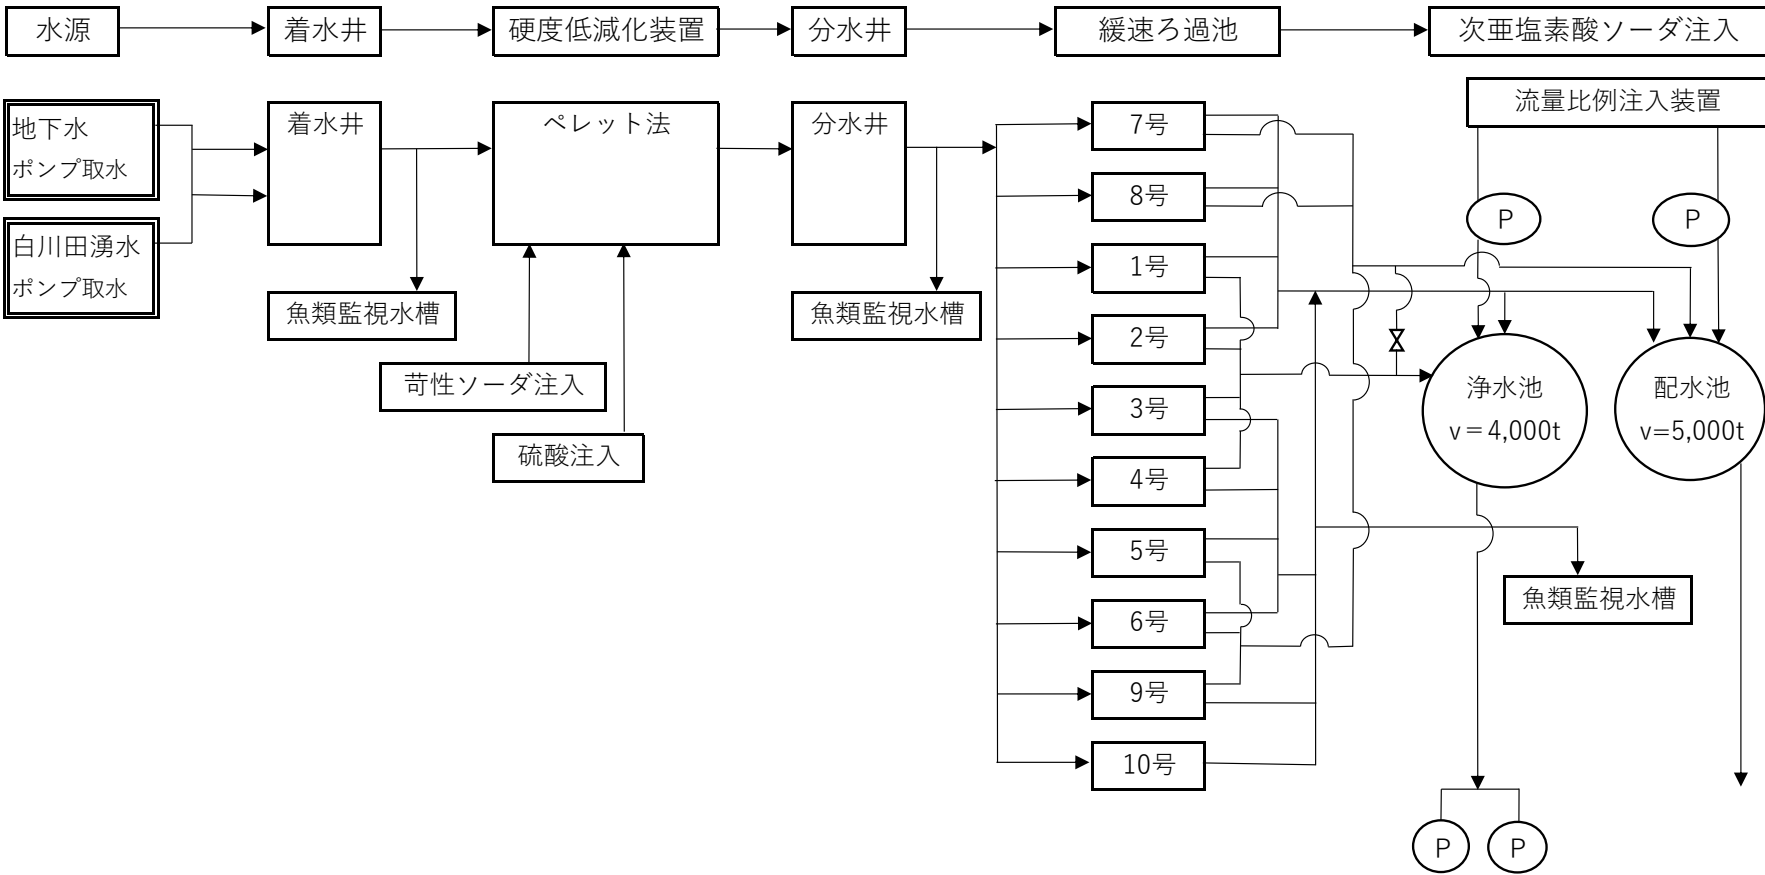 水源
着水井
硬度低減化装置
分水井
緩速ろ過池
次亜塩素酸ソーダ注入
地下水
ポンプ取水
白川田湧水
ポンプ取水
着水井
ペレット法
分水井
魚類監視水槽
苛性ソーダ注入
硫酸注入
魚類監視水槽
7号
8号
1号
2号
3号
4号
5号
6号
9号
10号
流量比例注入装置
P
P
浄水池
v＝4,000t
配水池
v=5,000t
魚類監視水槽
P
P